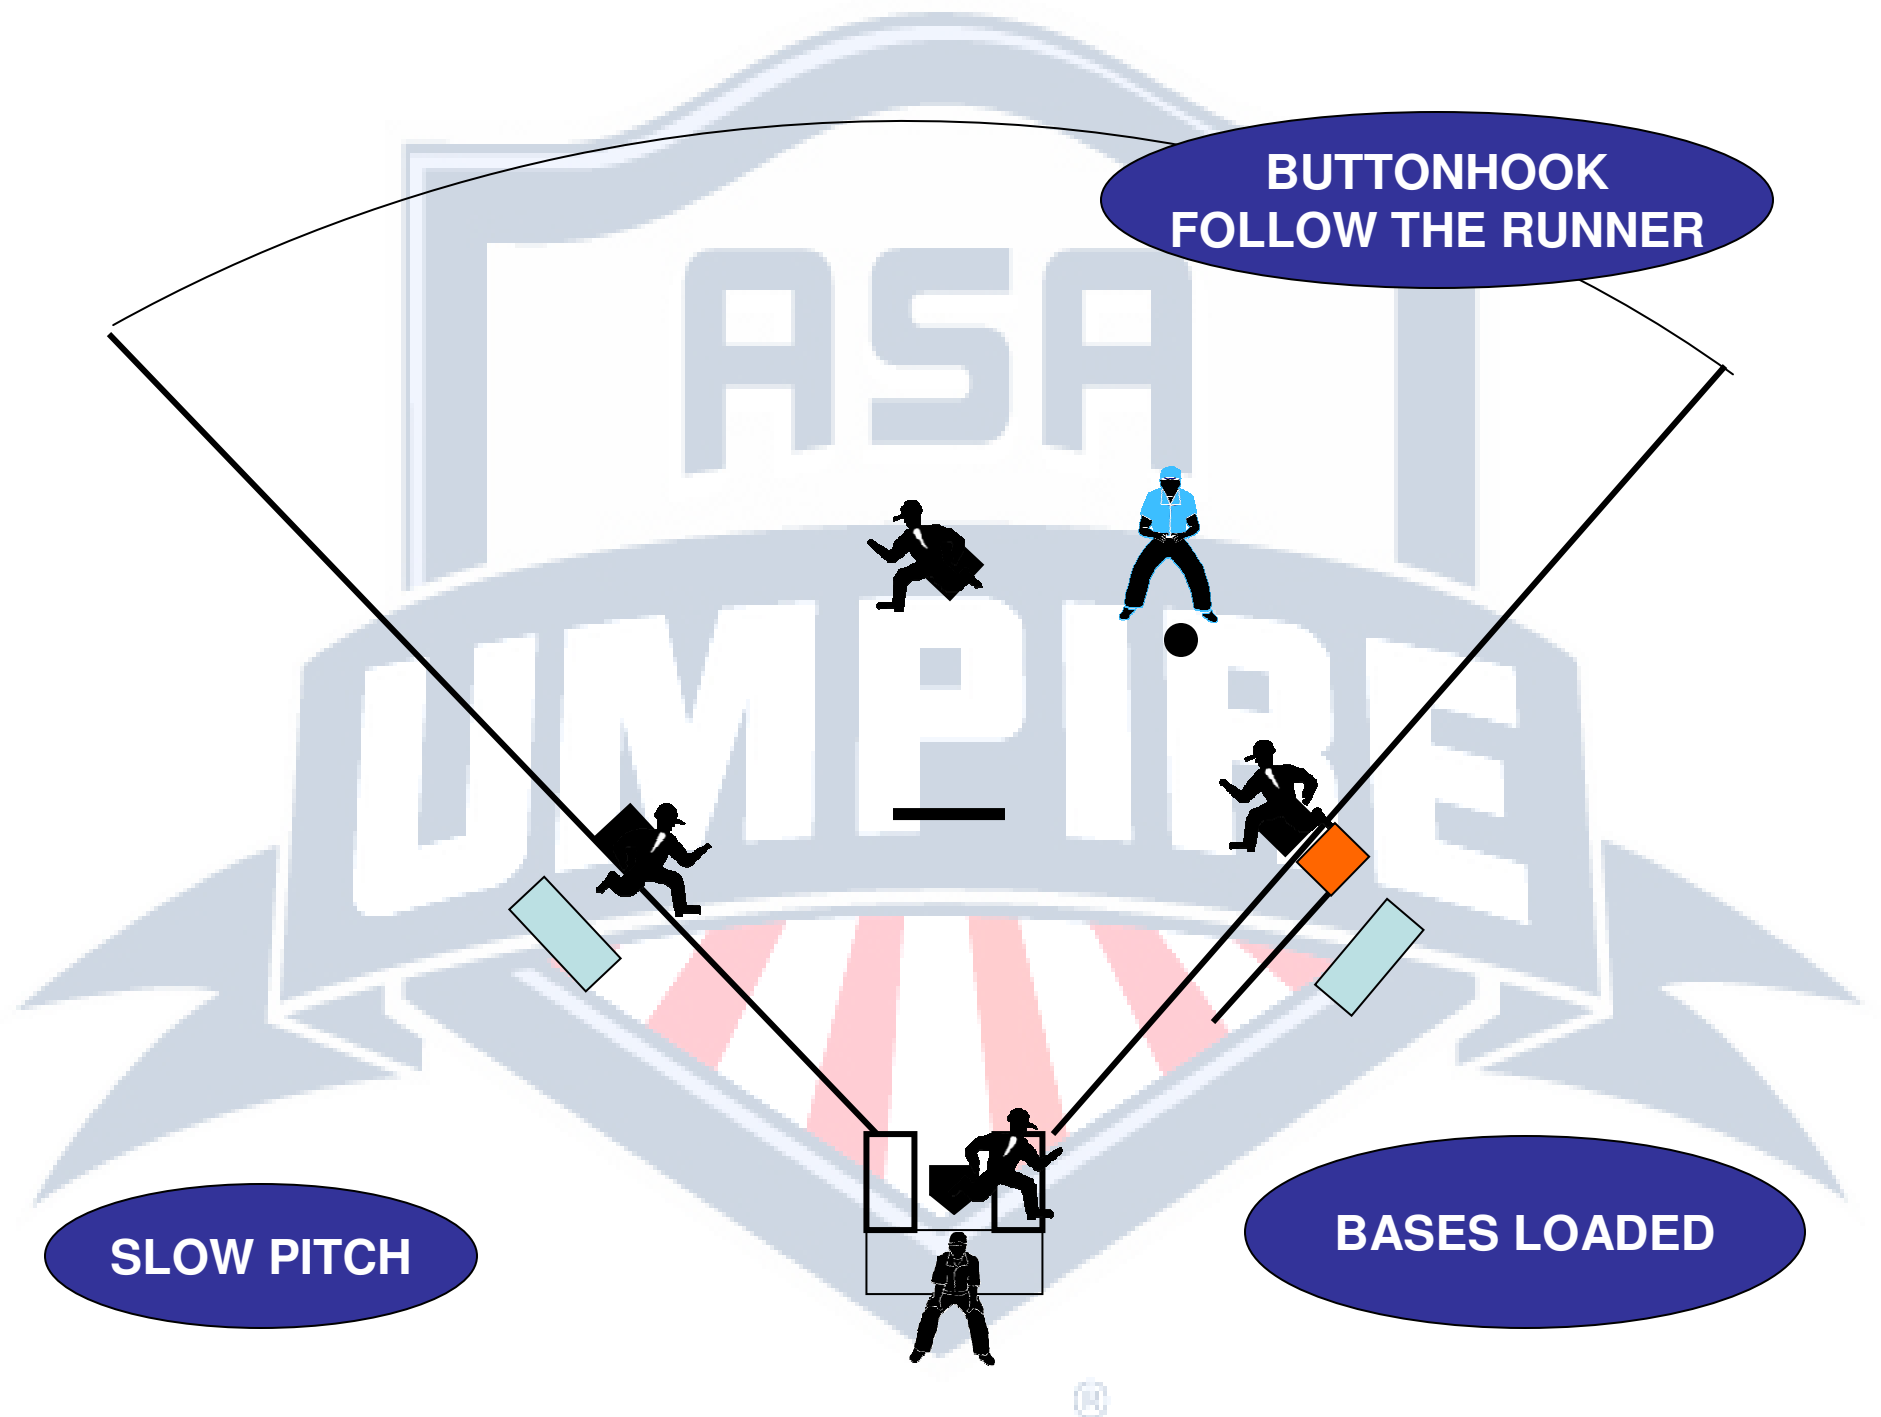 BUTTONHOOK
FOLLOW THE RUNNER
ASA
UMPIRE
SLOW PITCH
BASES LOADED
®